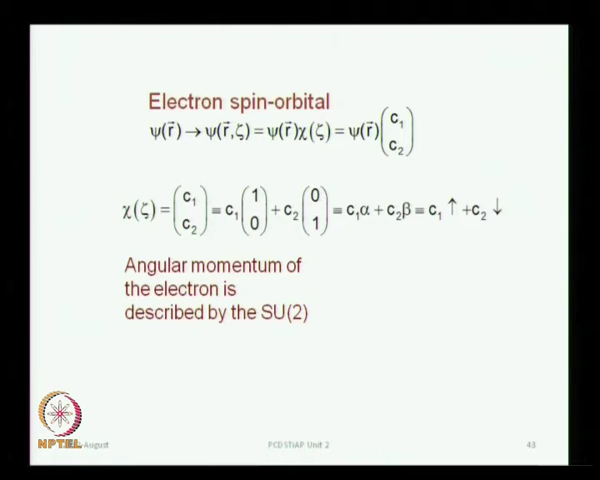 Electron spin-orbital
ψ(r⃗) → ψ(r⃗,ζ) = ψ(r⃗)χ(ζ) = ψ(r⃗)(c₁ c₂)
χ(ζ) = (c₁ c₂) ≡ c₁(1 0) + c₂(0 1) ≡ c₁α + c₂β ≡ c₁ ↑ +c₂ ↓
Angular momentum of
the electron is
described by the SU(2)
NPTEL August PCD STiAP Unit 2 43